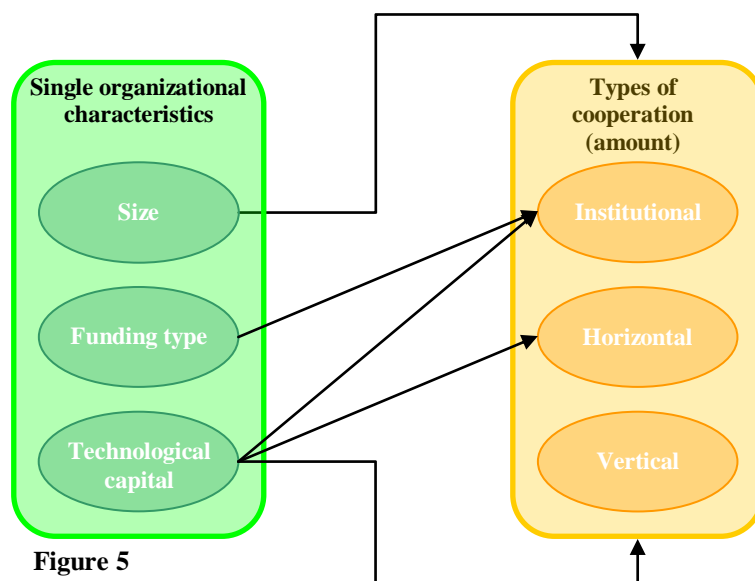 Single organizational
characteristics
Size
Funding type
Technological
capital
Types of
cooperation
(amount)
Institutional
Horizontal
Vertical
Figure 5